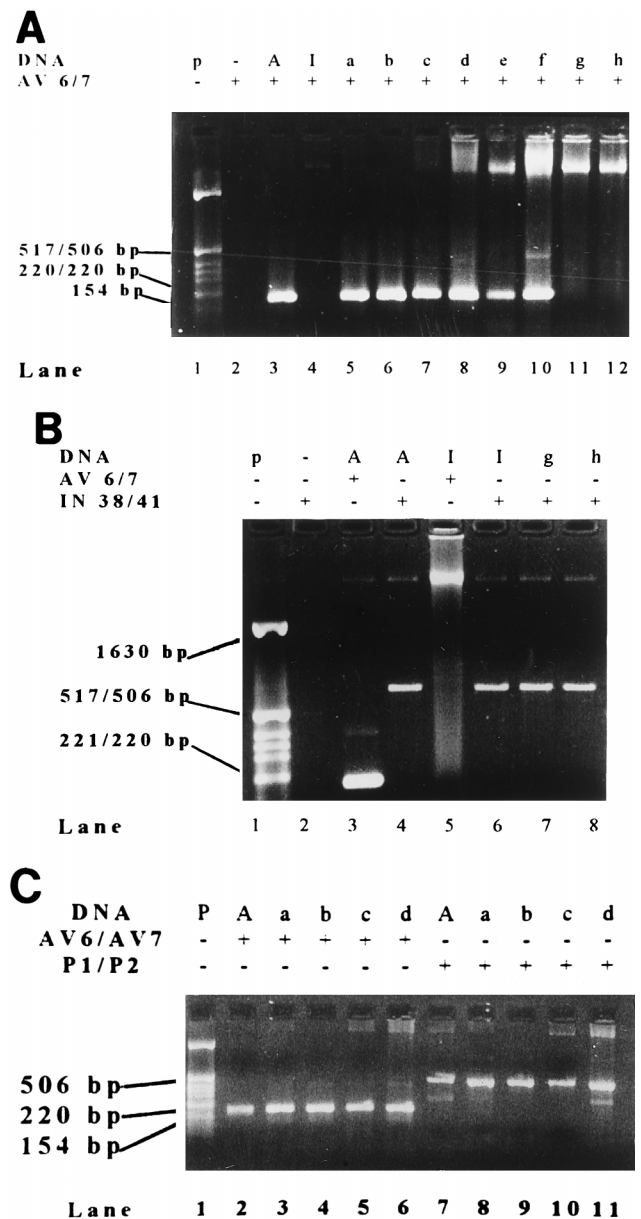 A
DNA p - A I a b c d e f g h
AV 6/7 - + + + + + + + + + + +
517/506 bp
220/220 bp
154 bp
Lane 1 2 3 4 5 6 7 8 9 10 11 12
B
DNA p - A A I I g h
AV 6/7 - - + - + - - -
IN 38/41 - + - + - + + +
1630 bp
517/506 bp
221/220 bp
Lane 1 2 3 4 5 6 7 8
C
DNA P A a b c d A a b c d
AV6/AV7 - + + + + + - - - - -
P1/P2 - - - - - - + + + + +
506 bp
220 bp
154 bp
Lane 1 2 3 4 5 6 7 8 9 10 11